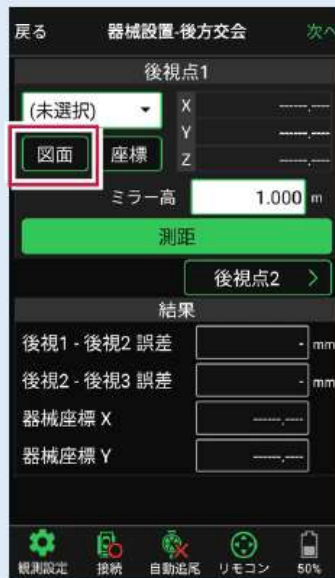 戻る 器械設置-後方交会 次へ
後視点1
(未選択) X ------.----
Y ------.----
図面 座標 Z ------.----
ミラー高 1.000 m
測距
後視点2 >
結果
後視1 - 後視2 誤差 - mm
後視2 - 後視3 誤差 - mm
器械座標 X ------.----
器械座標 Y ------.----
観測設定 接続 自動追尾 リモコン 50%